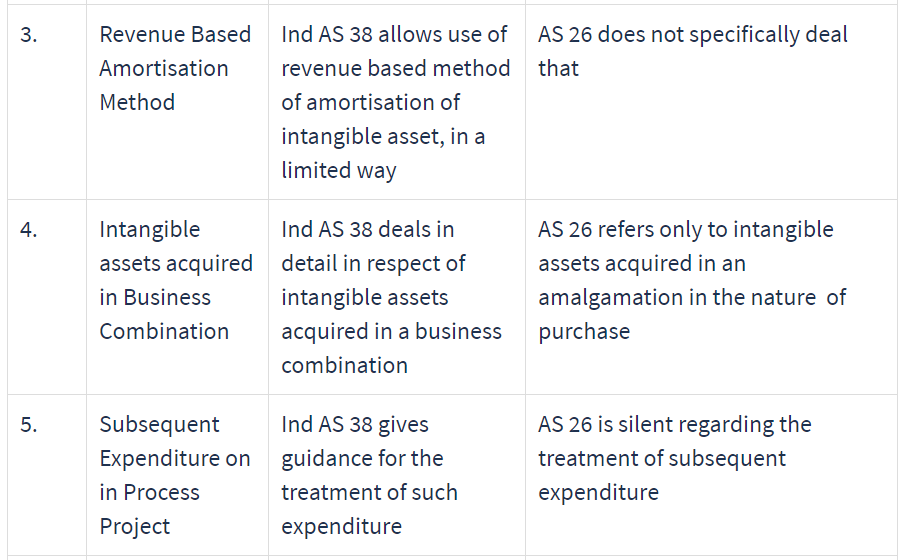 3.
Revenue Based
Amortisation
Method
Ind AS 38 allows use of
revenue based method
of amortisation of
intangible asset, in a
limited way
AS 26 does not specifically deal
that
4.
Intangible
assets acquired
in Business
Combination
Ind AS 38 deals in
detail in respect of
intangible assets
acquired in a business
combination
AS 26 refers only to intangible
assets acquired in an
amalgamation in the nature  of
purchase
5.
Subsequent
Expenditure on
in Process
Project
Ind AS 38 gives
guidance for the
treatment of such
expenditure
AS 26 is silent regarding the
treatment of subsequent
expenditure